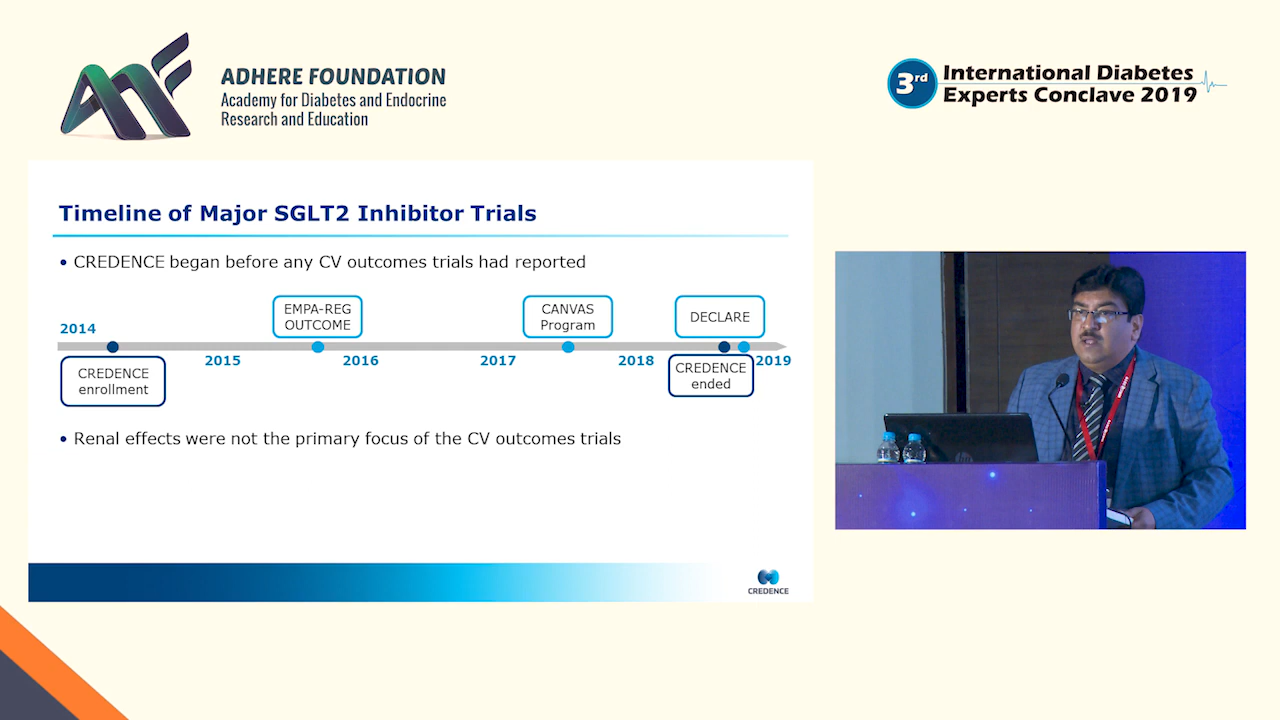 ADHERE FOUNDATION
Academy for Diabetes and Endocrine
Research and Education
3rd
International Diabetes
Experts Conclave 2019
Timeline of Major SGLT2 Inhibitor Trials
• CREDENCE began before any CV outcomes trials had reported
EMPA-REG
OUTCOME
CANVAS
Program
DECLARE
2014
2015
2016
2017
2018
2019
CREDENCE
enrollment
CREDENCE
ended
• Renal effects were not the primary focus of the CV outcomes trials
CREDENCE
hp